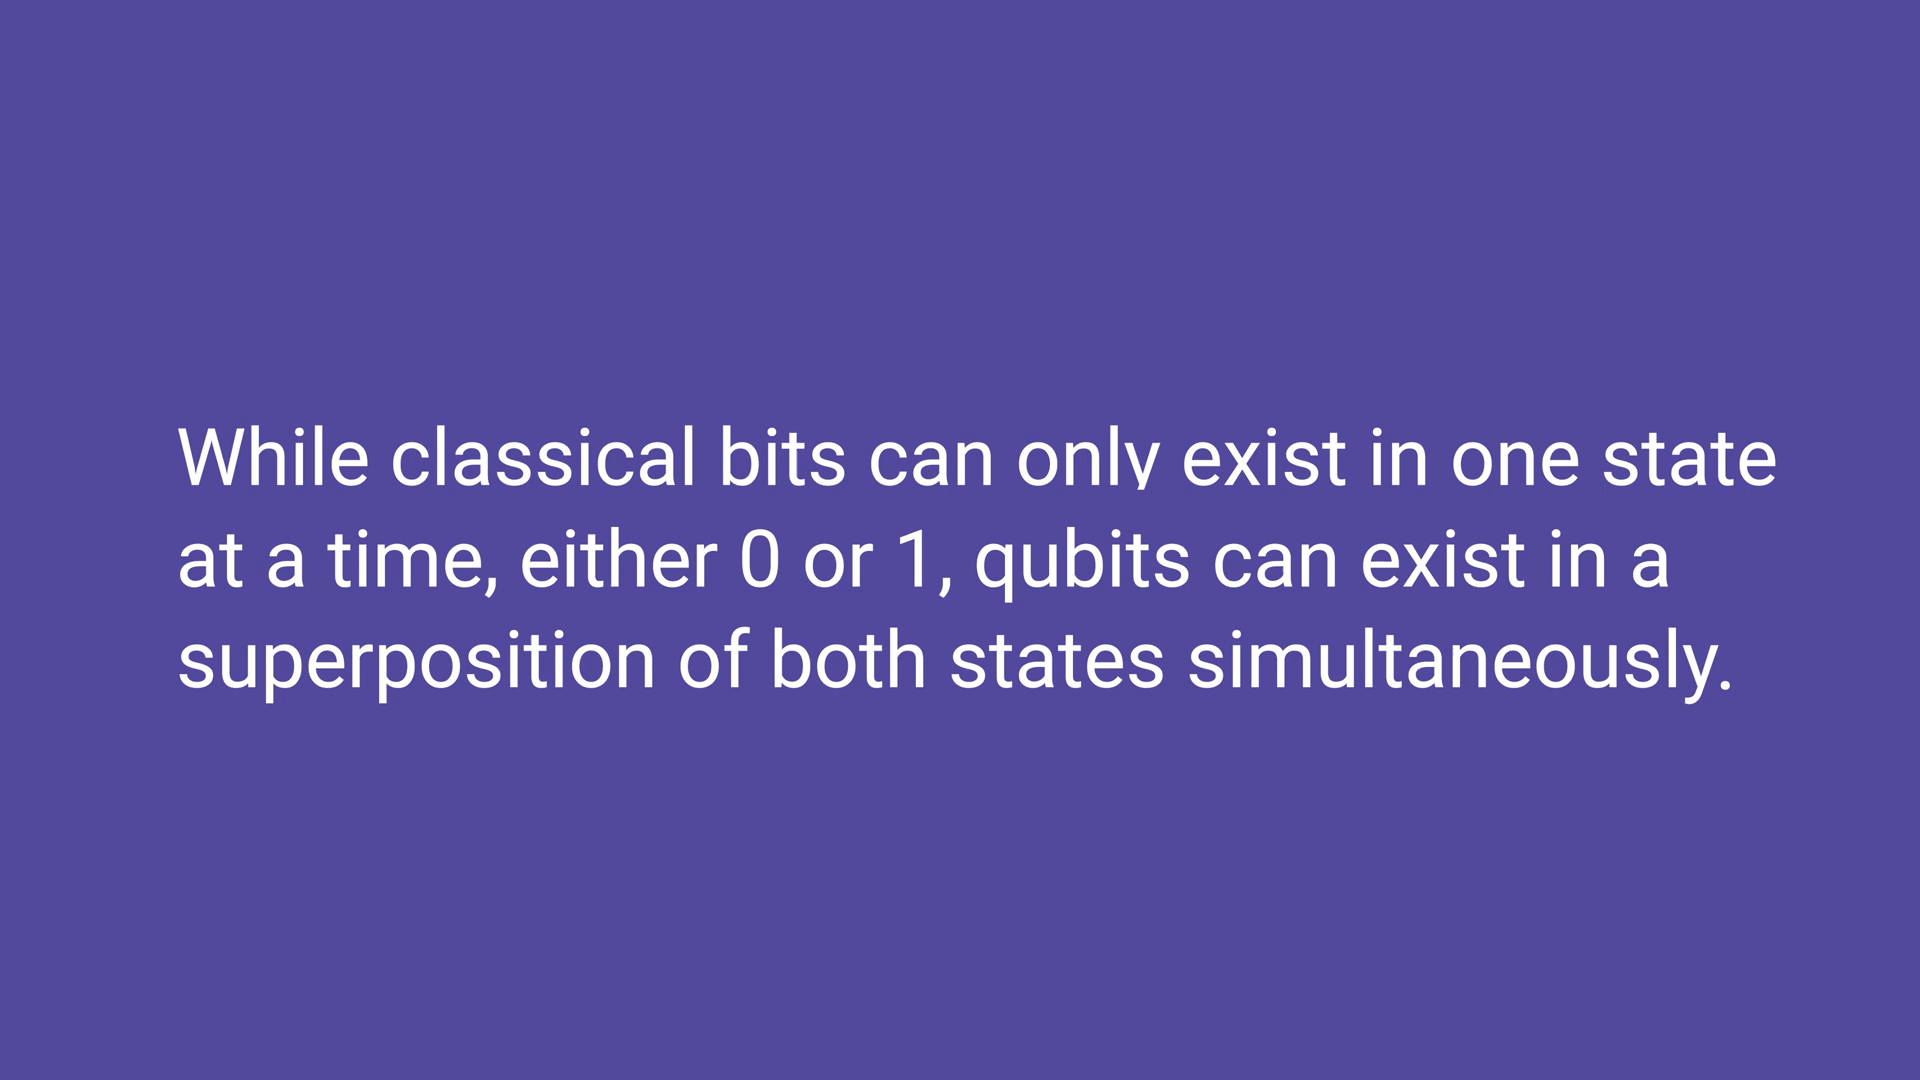 While classical bits can only exist in one state
at a time, either 0 or 1, qubits can exist in a
superposition of both states simultaneously.